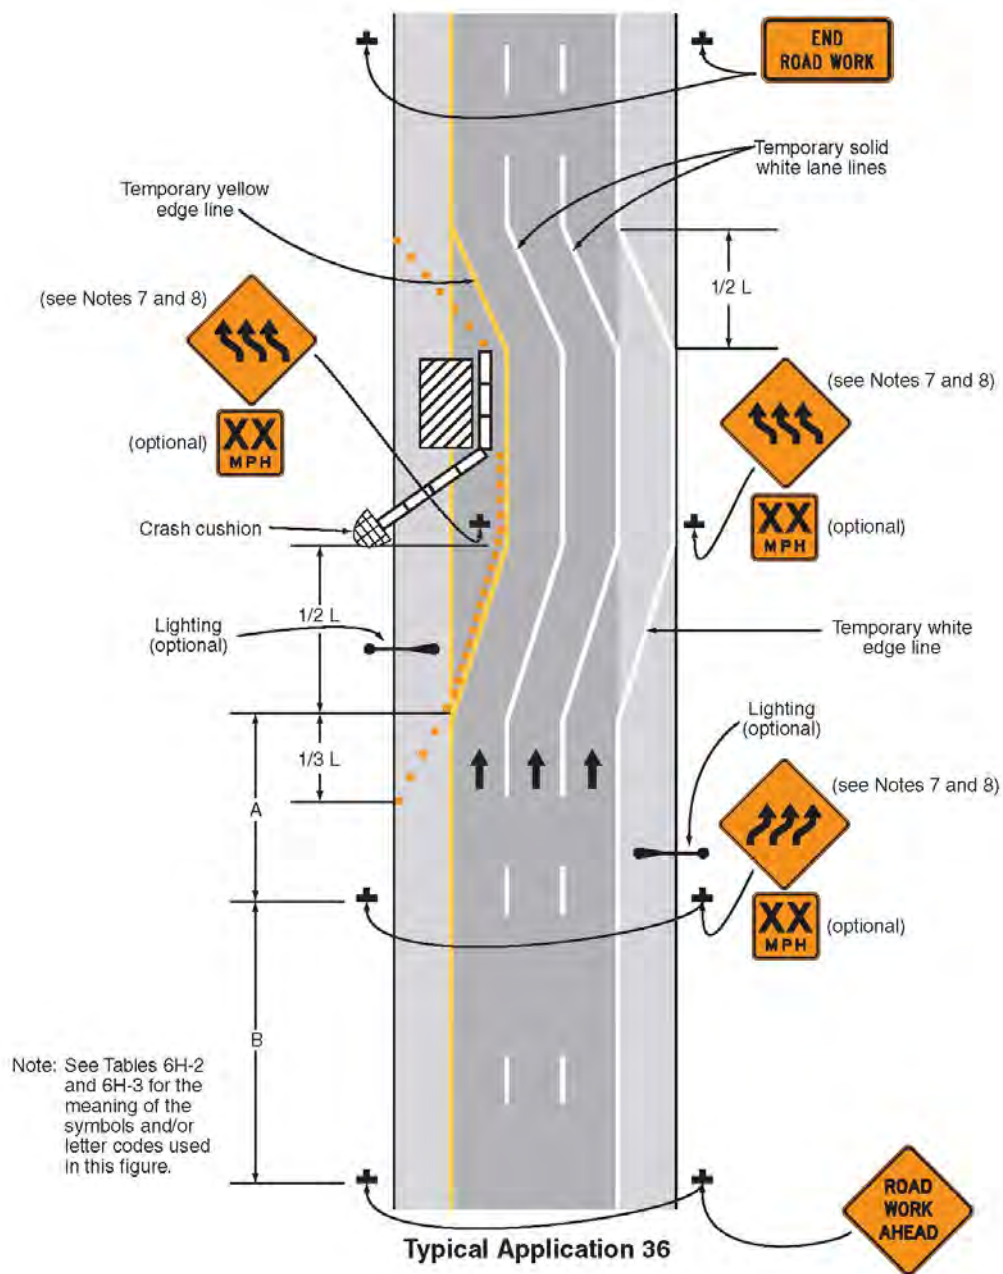 END
ROAD WORK
Temporary solid
white lane lines
Temporary yellow
edge line
1/2 L
(see Notes 7 and 8)
(see Notes 7 and 8)
XX
MPH
(optional)
XX
MPH
(optional)
Crash cushion
1/2 L
Lighting
(optional)
Temporary white
edge line
Lighting
(optional)
1/3 L
(see Notes 7 and 8)
A
XX
MPH
(optional)
B
Note: See Tables 6H-2
and 6H-3 for the
meaning of the
symbols and/or
letter codes used
in this figure.
ROAD
WORK
AHEAD
Typical Application 36